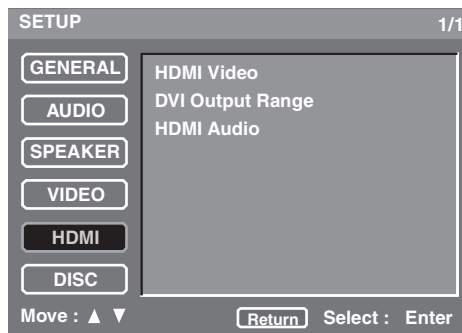 SETUP 1/1
GENERAL
AUDIO
SPEAKER
VIDEO
HDMI
DISC
HDMI Video
DVI Output Range
HDMI Audio
Move : ▲ ▼ Return Select : Enter